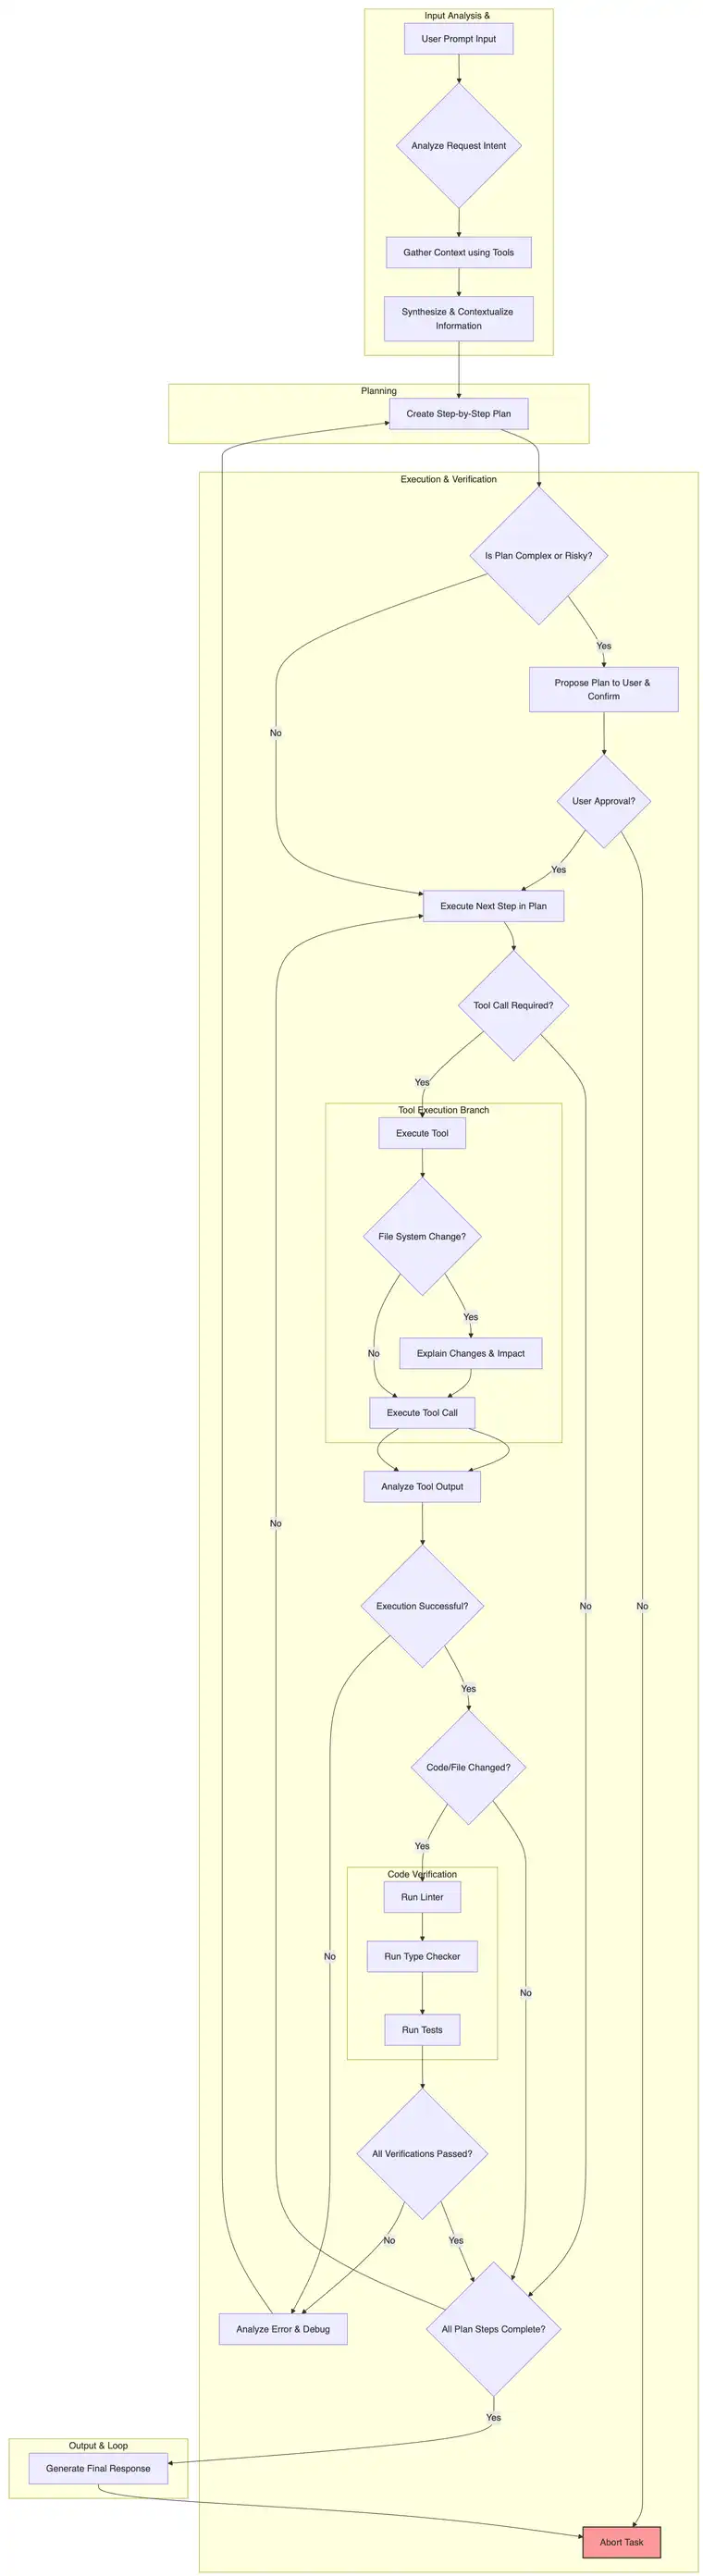 Input Analysis &
User Prompt Input
Analyze Request Intent
Gather Context using Tools
Synthesize & Contextualize
Information
Planning
Create Step-by-Step Plan
Execution & Verification
Is Plan Complex or Risky?
Yes
Propose Plan to User &
Confirm
No
User Approval?
Yes
Execute Next Step in Plan
Tool Call Required?
Yes
Tool Execution Branch
Execute Tool
File System Change?
Yes
No
Explain Changes & Impact
Execute Tool Call
Analyze Tool Output
No
Execution Successful?
No
No
Yes
Code/File Changed?
Yes
Code Verification
Run Linter
Run Type Checker
No
No
Run Tests
All Verifications Passed?
No
Yes
Analyze Error & Debug
All Plan Steps Complete?
Yes
Output & Loop
Generate Final Response
Abort Task